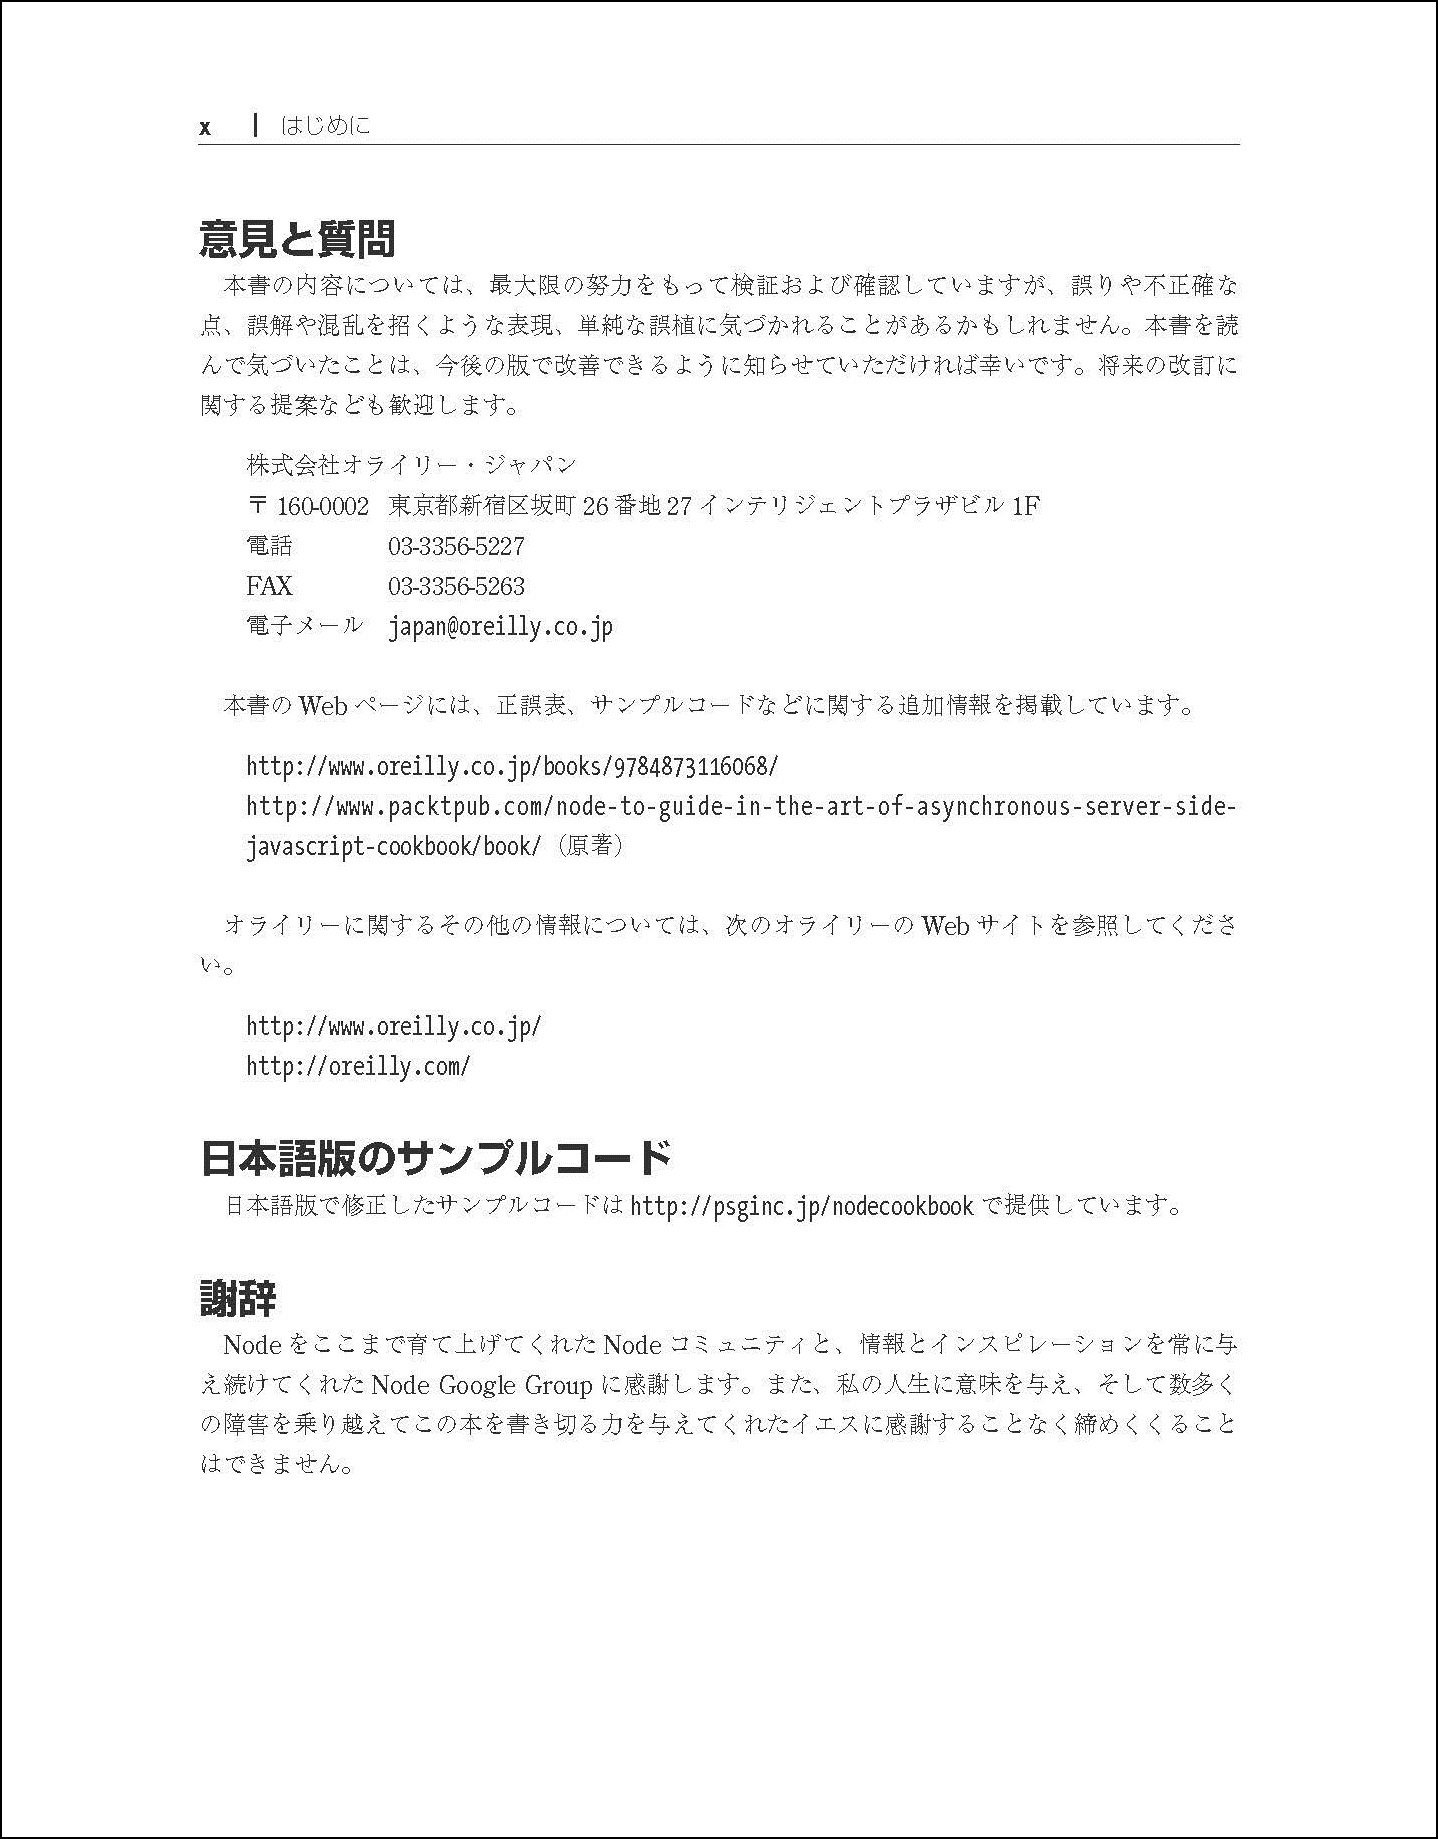 x | はじめに
意見と質問
本書の内容については、最大限の努力をもって検証および確認していますが、誤りや不正確な
点、誤解や混乱を招くような表現、単純な誤植に気づかれることがあるかもしれません。本書を読
んで気づいたことは、今後の版で改善できるように知らせていただければ幸いです。将来の改訂に
関する提案なども歓迎します。
株式会社オライリー・ジャパン
〒160-0002 東京都新宿区坂町 26 番地 27 インテリジェントプラザビル 1F
電話 03-3356-5227
FAX 03-3356-5263
電子メール japan@oreilly.co.jp
本書の Web ページには、正誤表、サンプルコードなどに関する追加情報を掲載しています。
http://www.oreilly.co.jp/books/9784873116068/
http://www.packtpub.com/node-to-guide-in-the-art-of-asynchronous-server-side-
javascript-cookbook/book/（原著）
オライリーに関するその他の情報については、次のオライリーの Web サイトを参照してくださ
い。
http://www.oreilly.co.jp/
http://oreilly.com/
日本語版のサンプルコード
日本語版で修正したサンプルコードは http://psginc.jp/nodecookbook で提供しています。
謝辞
Node をここまで育て上げてくれた Node コミュニティと、情報とインスピレーションを常に与
え続けてくれた Node Google Group に感謝します。また、私の人生に意味を与え、そして数多く
の障害を乗り越えてこの本を書き切る力を与えてくれたイエスに感謝することなく締めくくること
はできません。